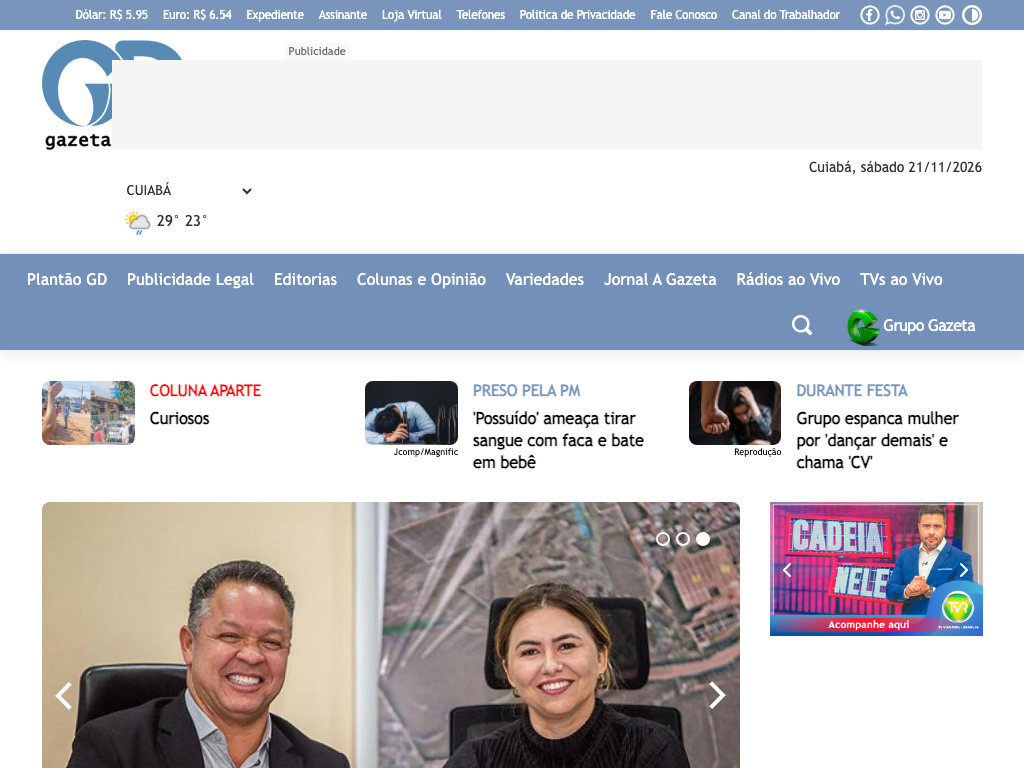 Dólar: R$ 5.95 Euro: R$ 6.54 Expediente Assinante Loja Virtual Telefones Politica de Privacidade Fale Conosco Canal do Trabalhador
Publicidade
gazeta
Cuiabá, sábado 21/11/2026
CUIABÁ
29° 23°
Plantão GD Publicidade Legal Editorias Colunas e Opinião Variedades Jornal A Gazeta Rádios ao Vivo TVs ao Vivo
Grupo Gazeta
COLUNA APARTE
Curiosos
Jcomp/Magnific
PRESO PELA PM
'Possuído' ameaça tirar
sangue com faca e bate
em bebê
Reprodução
DURANTE FESTA
Grupo espanca mulher
por 'dançar demais' e
chama 'CV'
CADEIA
NELE
Acompanhe aqui